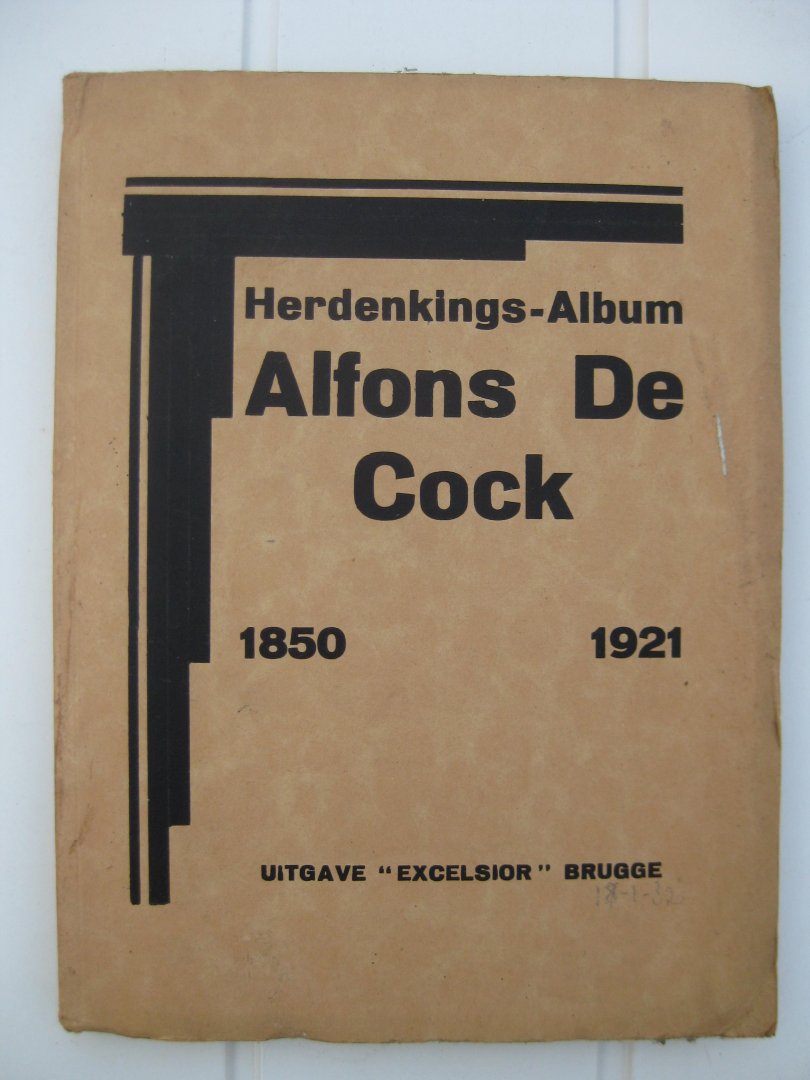 Herdenkings-Album
Alfons De
Cock
1850 1921
UITGAVE "EXCELSIOR" BRUGGE